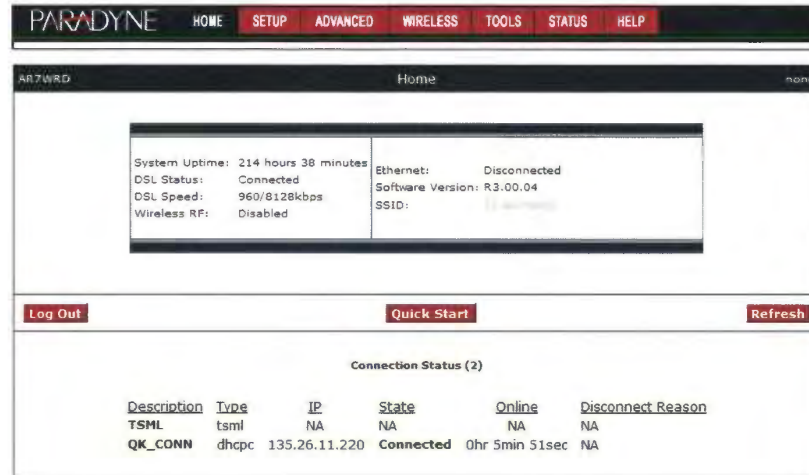 PARADYNE HOME SETUP ADVANCED WIRELESS TOOLS STATUS HELP
AR7WRD Home
System Uptime: 214 hours 38 minutes
DSL Status: Connected
DSL Speed: 960/8128kbps
Wireless RF: Disabled
Ethernet: Disconnected
Software Version: R3.00.04
SSID:
Log Out Quick Start Refresh
Connection Status (2)
Description Type IP State Online Disconnect Reason
TSML tsml NA NA NA NA
QK_CONN dhcpc 135.26.11.220 Connected 0hr 5min 51sec NA